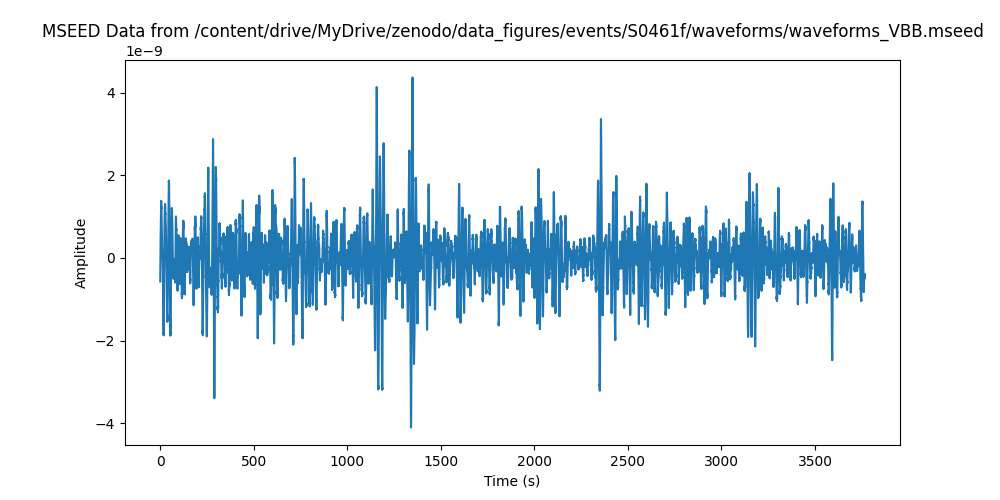 MSEED Data from /content/drive/MyDrive/zenodo/data_figures/events/S0461f/waveforms/waveforms_VBB.mseed
1e−9
4
2
0
−2
−4
Amplitude
0 500 1000 1500 2000 2500 3000 3500
Time (s)